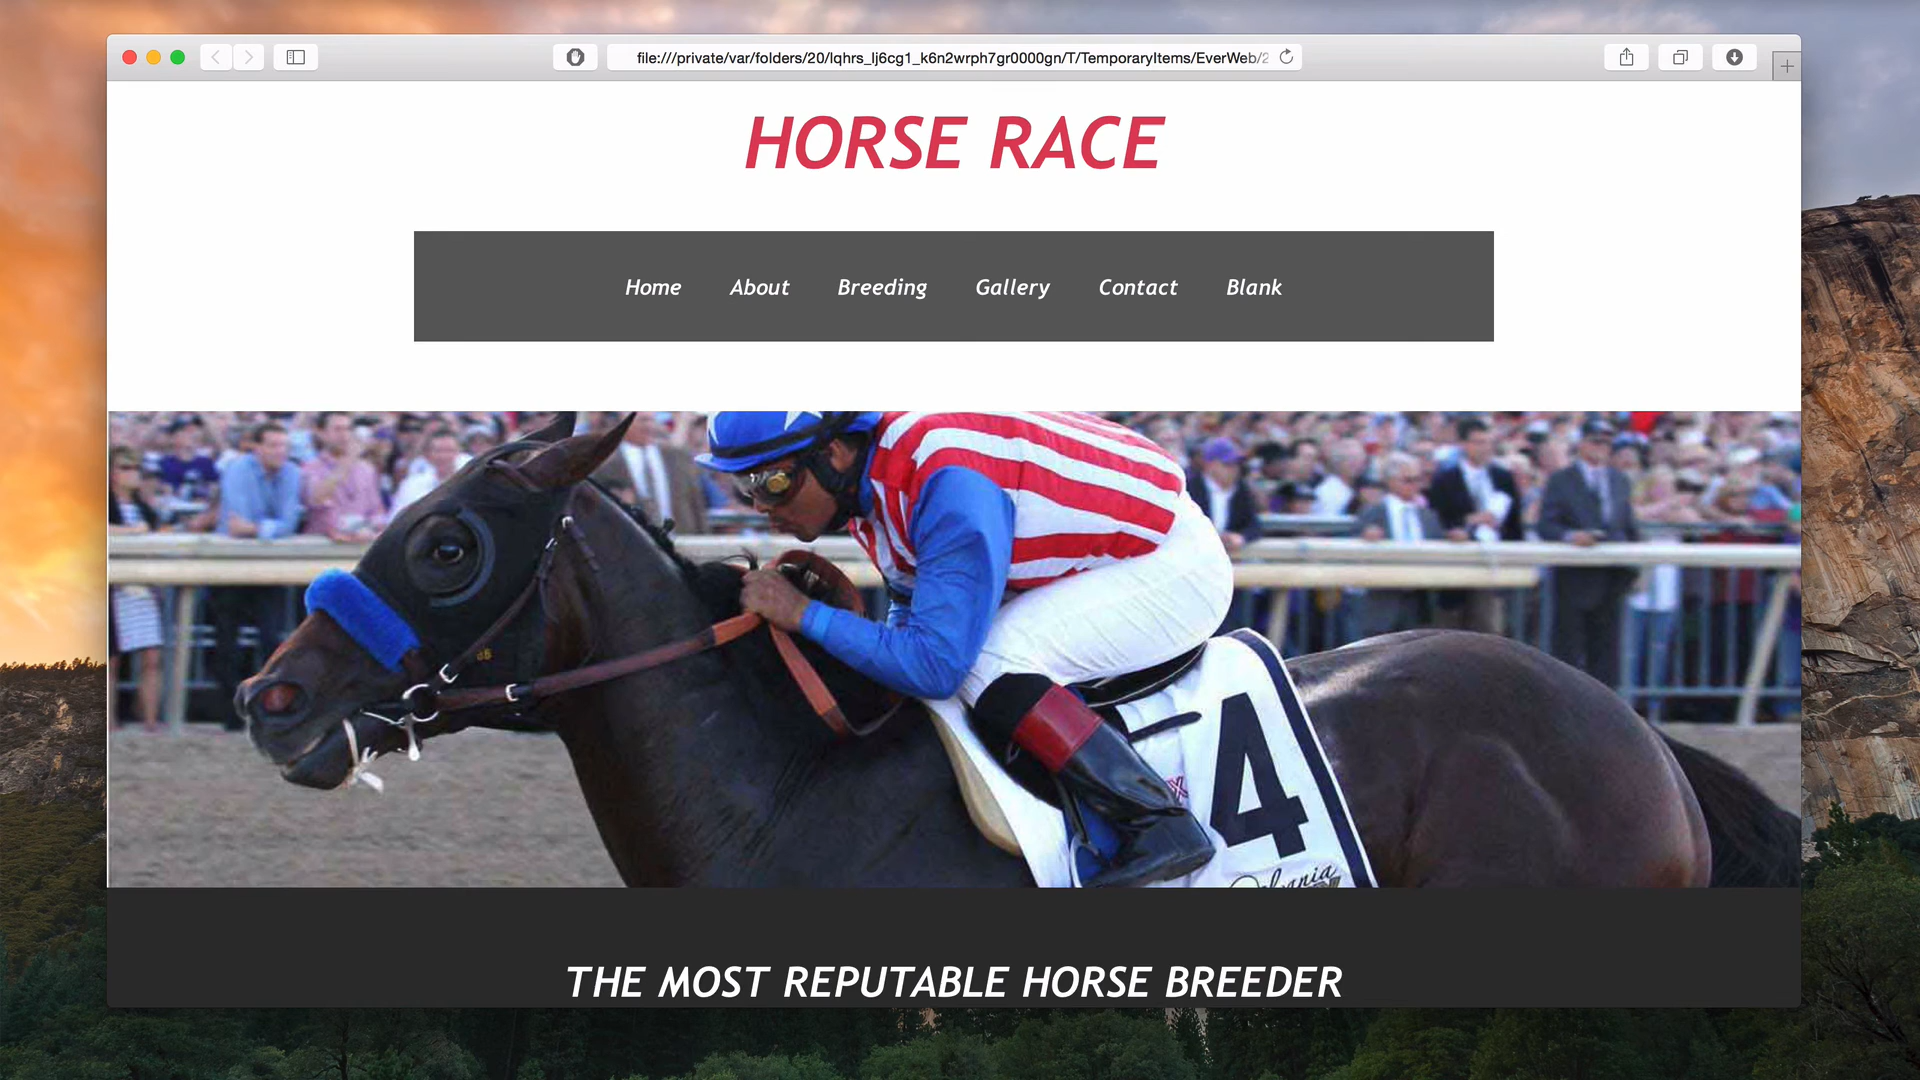 file:///private/var/folders/20/lqhrs_lj6cg1_k6n2wrph7gr0000gn/T/TemporaryItems/EverWeb/2
HORSE RACE
Home About Breeding Gallery Contact Blank
4
THE MOST REPUTABLE HORSE BREEDER